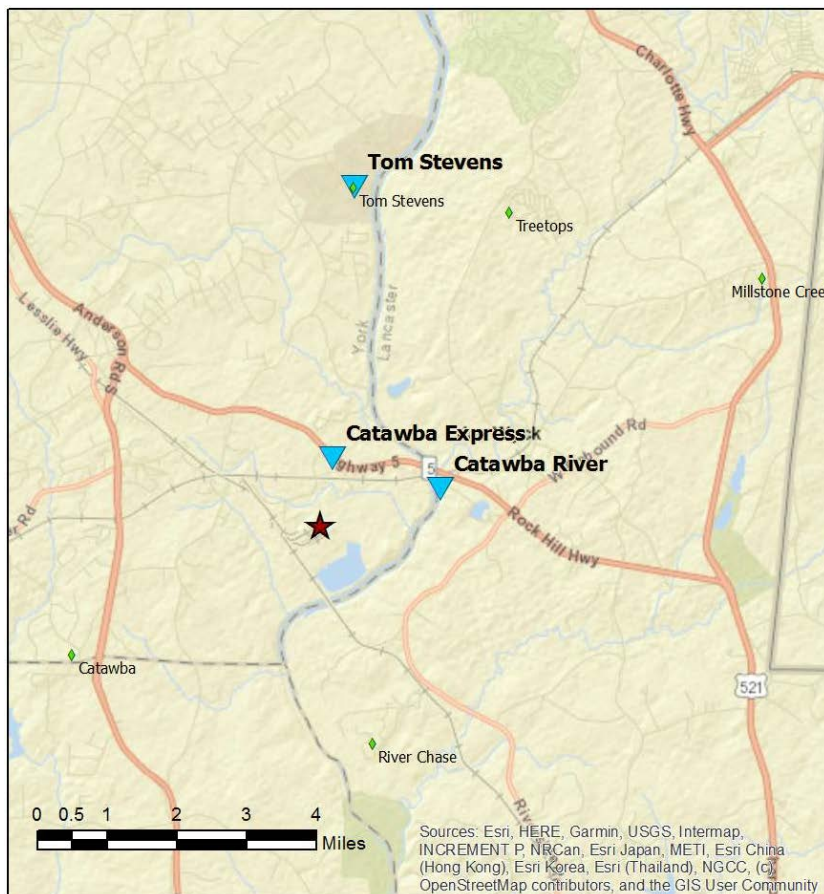 Charlotte Hwy
Tom Stevens
Tom Stevens
Treetops
Millstone Cree
Anderson Rd S
Lesslie Hwy
York
Lancaster
Catawba Express
ghway 5
5
Catawba River
Rock Hill Hwy
er Rd
Catawba
521
River Chase
0 0.5 1 2 3 4
Miles
Sources: Esri, HERE, Garmin, USGS, Intermap,
INCREMENT P, NRCan, Esri Japan, METI, Esri China
(Hong Kong), Esri Korea, Esri (Thailand), NGCC, (c)
OpenStreetMap contributors, and the GIS User Community